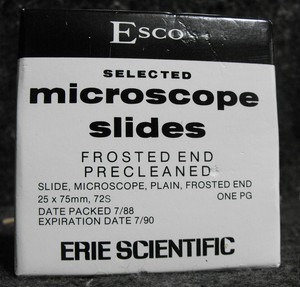 ESCO
SELECTED
microscope
slides
FROSTED END
PRECLEANED
SLIDE, MICROSCOPE, PLAIN, FROSTED END
25 x 75mm, 72S ONE PG
DATE PACKED 7/88
EXPIRATION DATE 7/90
ERIE SCIENTIFIC